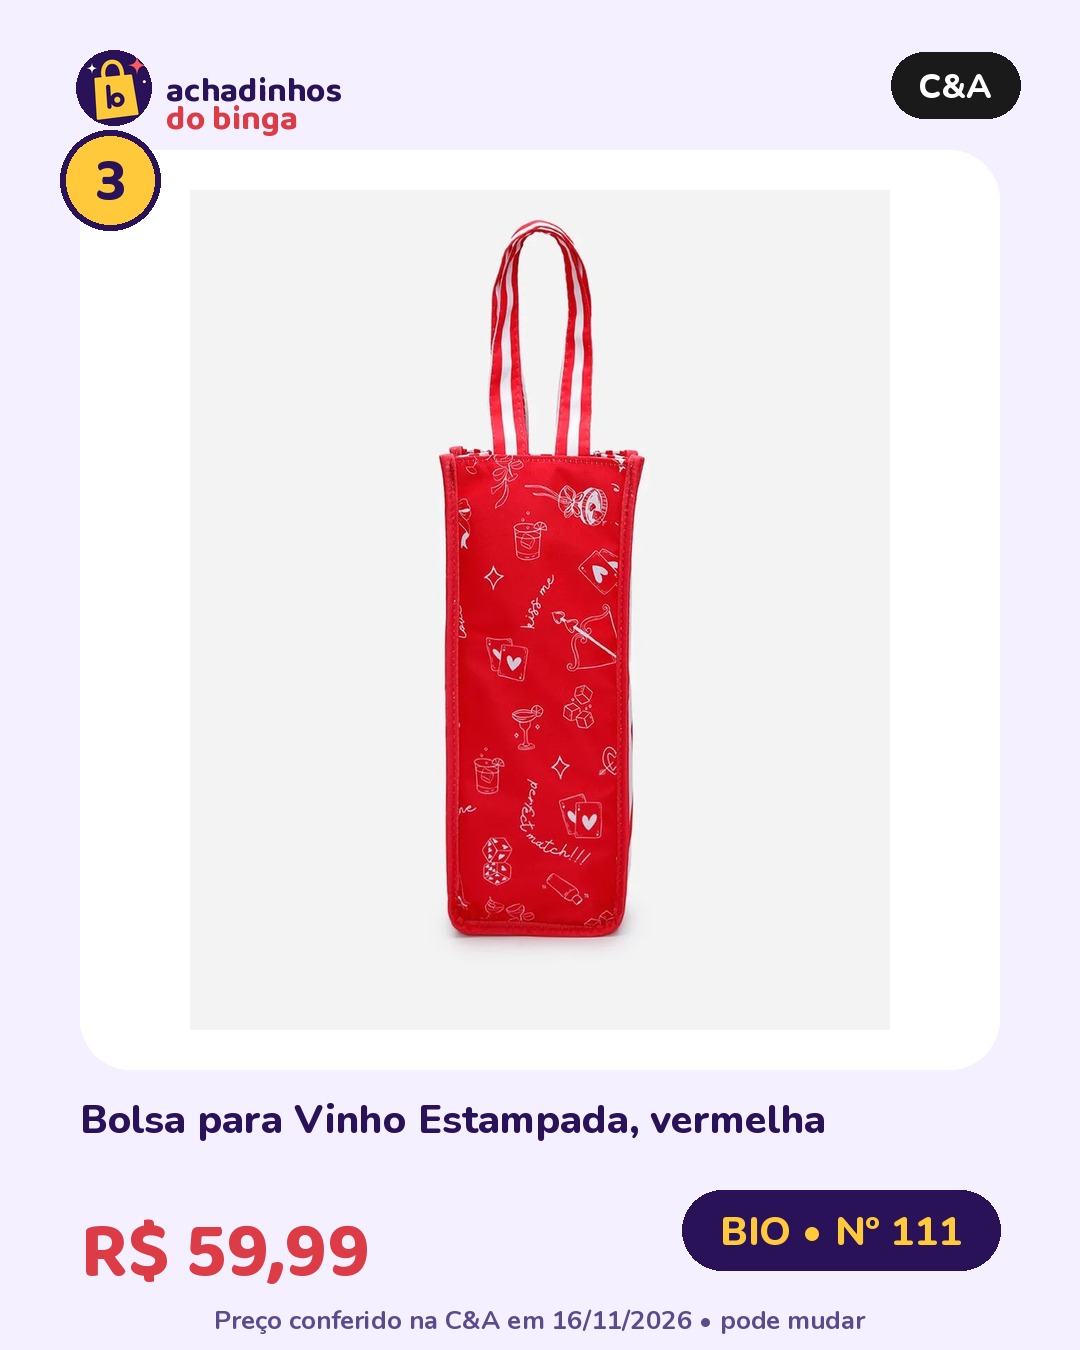 b
achadinhos
do binga
C&A
3
kiss me
perfect match!!!
Bolsa para Vinho Estampada, vermelha
R$ 59,99
BIO • Nº 111
Preço conferido na C&A em 16/11/2026 • pode mudar